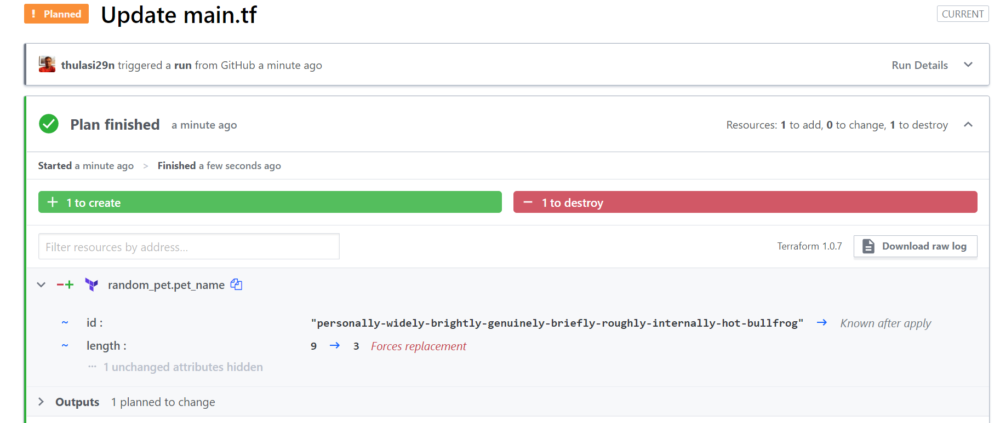 ! Planned Update main.tf CURRENT
thulasi29n triggered a run from GitHub a minute ago Run Details
Plan finished a minute ago Resources: 1 to add, 0 to change, 1 to destroy
Started a minute ago > Finished a few seconds ago
+ 1 to create − 1 to destroy
Filter resources by address... Terraform 1.0.7 Download raw log
−+ random_pet.pet_name
~ id : "personally-widely-brightly-genuinely-briefly-roughly-internally-hot-bullfrog" → Known after apply
~ length : 9 → 3 Forces replacement
... 1 unchanged attributes hidden
Outputs 1 planned to change